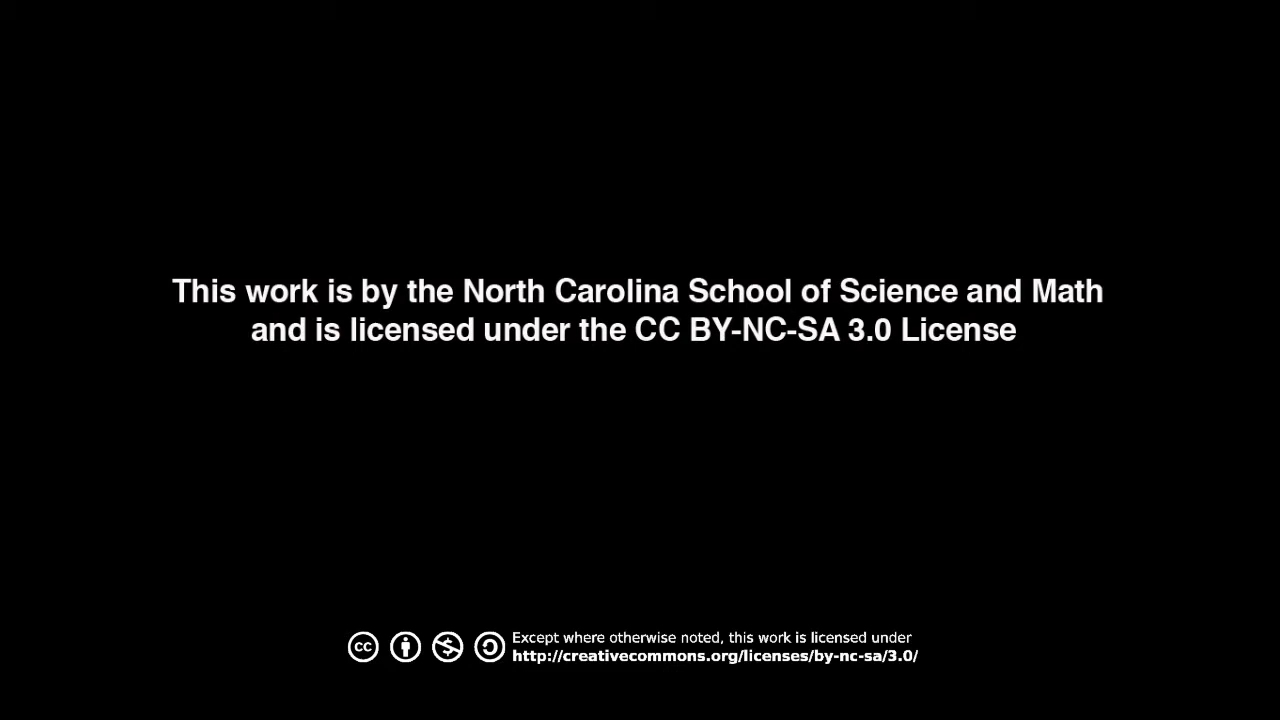 This work is by the North Carolina School of Science and Math
and is licensed under the CC BY-NC-SA 3.0 License
cc
Except where otherwise noted, this work is licensed under
http://creativecommons.org/licenses/by-nc-sa/3.0/